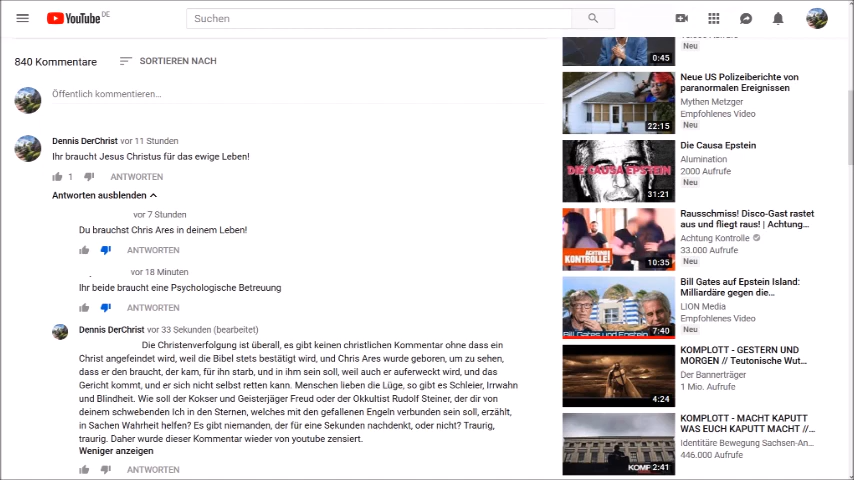 YouTube DE
Suchen
840 Kommentare
SORTIEREN NACH
Öffentlich kommentieren...
Dennis DerChrist vor 11 Stunden
Ihr braucht Jesus Christus für das ewige Leben!
1 ANTWORTEN
Antworten ausblenden
vor 7 Stunden
Du brauchst Chris Ares in deinem Leben!
ANTWORTEN
vor 18 Minuten
Ihr beide braucht eine Psychologische Betreuung
ANTWORTEN
Dennis DerChrist vor 33 Sekunden (bearbeitet)
Die Christenverfolgung ist überall, es gibt keinen christlichen Kommentar ohne dass ein
Christ angefeindet wird, weil die Bibel stets bestätigt wird, und Chris Ares wurde geboren, um zu sehen,
dass er den braucht, der kam, für ihn starb, und in ihm sein soll, weil auch er auferweckt wird, und das
Gericht kommt, und er sich nicht selbst retten kann. Menschen lieben die Lüge, so gibt es Schleier, Irrwahn
und Blindheit. Wie soll der Kokser und Geisterjäger Freud oder der Okkultist Rudolf Steiner, der dir von
deinem schwebenden Ich in den Sternen, welches mit den gefallenen Engeln verbunden sein soll, erzählt,
in Sachen Wahrheit helfen? Es gibt niemanden, der für eine Sekunden nachdenkt, oder nicht? Traurig,
traurig. Daher wurde dieser Kommentar wieder von youtube zensiert.
Weniger anzeigen
ANTWORTEN
Neu
0:45
Neue US Polizeiberichte von
paranormalen Ereignissen
Mythen Metzger
Empfohlenes Video
Neu
22:15
Die Causa Epstein
Alumination
2000 Aufrufe
Neu
DIE CAUSA EPSTEIN
31:21
Rausschmiss! Disco-Gast rastet
aus und fliegt raus! | Achtung...
Achtung Kontrolle
33.000 Aufrufe
Neu
ACHTUNG
KONTROLLE!
10:35
Bill Gates auf Epstein Island:
Milliardäre gegen die...
LION Media
Empfohlenes Video
Neu
Bill Gates und Epstein
7:40
KOMPLOTT - GESTERN UND
MORGEN // Teutonische Wut...
Der Bannerträger
1 Mio. Aufrufe
4:24
KOMPLOTT - MACHT KAPUTT
WAS EUCH KAPUTT MACHT //...
Identitäre Bewegung Sachsen-An...
446.000 Aufrufe
2:41